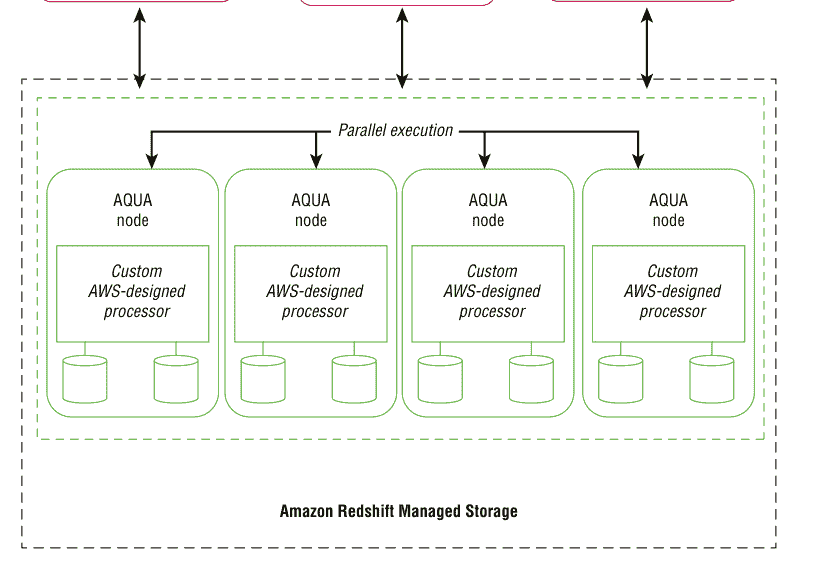 Parallel execution
AQUA
node
Custom
AWS-designed
processor
AQUA
node
Custom
AWS-designed
processor
AQUA
node
Custom
AWS-designed
processor
AQUA
node
Custom
AWS-designed
processor
Amazon Redshift Managed Storage